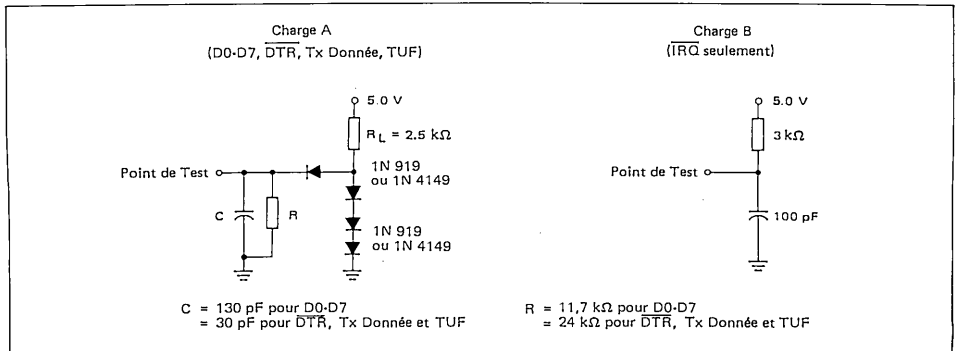 Charge A
(D0-D7, DTR, Tx Donnée, TUF)
5.0 V
RL = 2.5 kΩ
Point de Test
1N 919
ou 1N 4149
C
R
1N 919
ou 1N 4149
C = 130 pF pour D0-D7
= 30 pF pour DTR, Tx Donnée et TUF
Charge B
(IRQ seulement)
5.0 V
3 kΩ
Point de Test
100 pF
R = 11,7 kΩ pour D0-D7
= 24 kΩ pour DTR, Tx Donnée et TUF